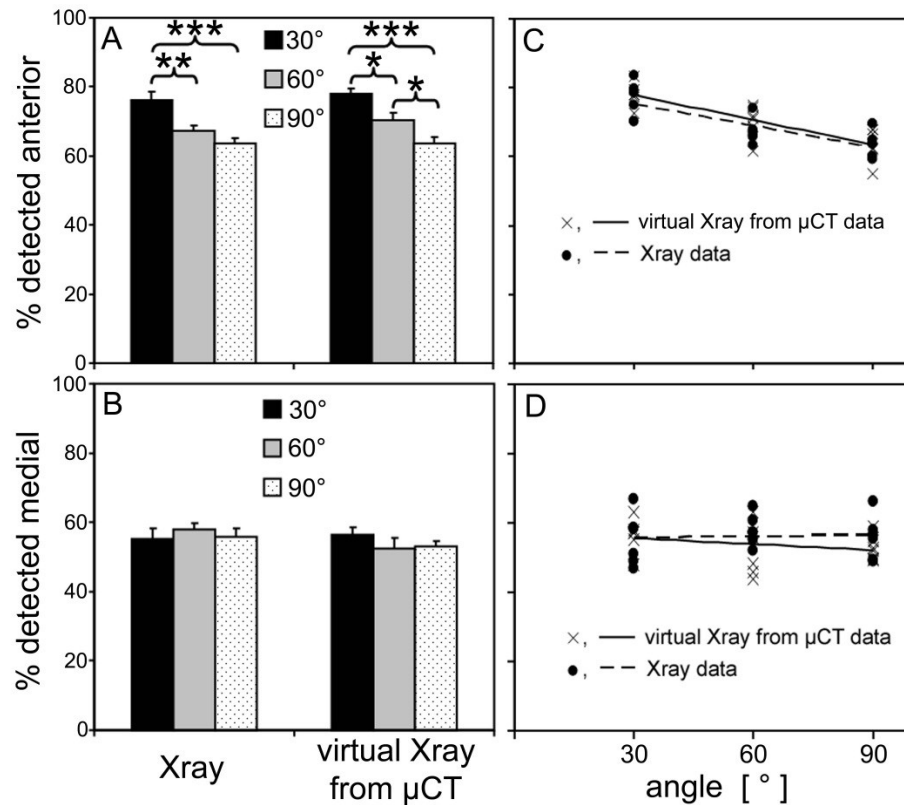 % detected anterior
100
80
60
40
20
0
A
***
**
30°
60°
90°
***
*
*
C
×, — virtual Xray from µCT data
●, – – Xray data
% detected medial
100
80
60
40
20
0
B
30°
60°
90°
Xray
virtual Xray
from µCT
D
×, — virtual Xray from µCT data
●, – – Xray data
30
60
90
angle [ ° ]